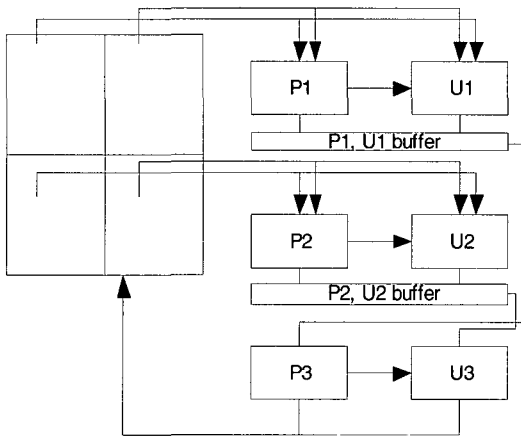 P1
U1
P1, U1 buffer
P2
U2
P2, U2 buffer
P3
U3